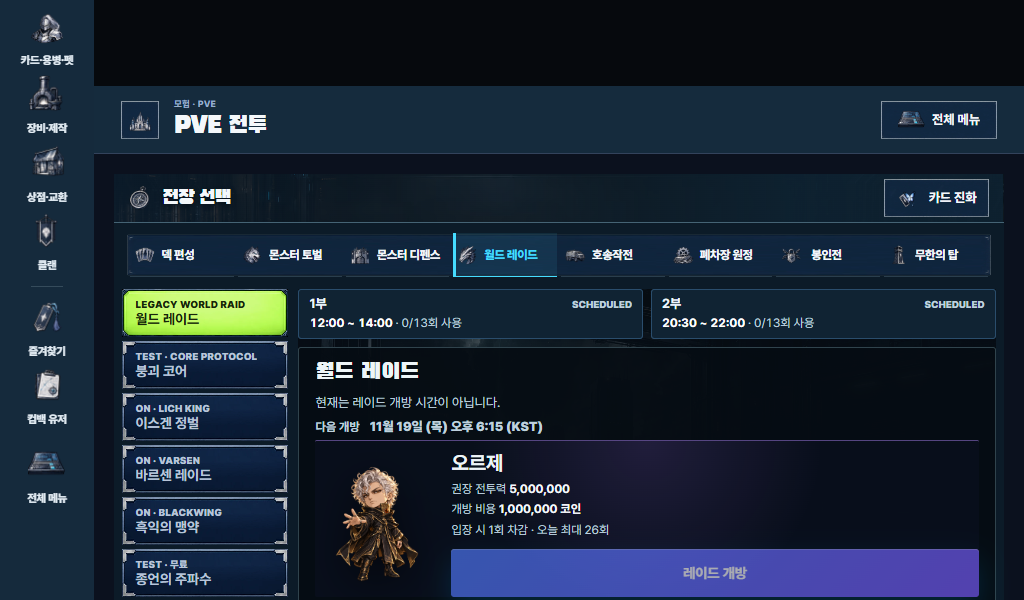 카드·용병·펫
장비·제작
상점·교환
클랜
즐겨찾기
컴백 유저
전체 메뉴
모험 · PVE
PVE 전투
전체 메뉴
전장 선택
카드 진화
덱 편성
몬스터 토벌
몬스터 디펜스
월드 레이드
호송작전
폐차장 원정
봉인전
무한의 탑
LEGACY WORLD RAID
월드 레이드
TEST · CORE PROTOCOL
붕괴 코어
ON · LICH KING
이스겐 정벌
ON · VARSEN
바르센 레이드
ON · BLACKWING
흑익의 맹약
TEST · 무료
종언의 주파수
1부
SCHEDULED
12:00 ~ 14:00 · 0/13회 사용
2부
SCHEDULED
20:30 ~ 22:00 · 0/13회 사용
월드 레이드
현재는 레이드 개방 시간이 아닙니다.
다음 개방 11월 19일 (목) 오후 6:15 (KST)
오르제
권장 전투력 5,000,000
개방 비용 1,000,000 코인
입장 시 1회 차감 · 오늘 최대 26회
레이드 개방